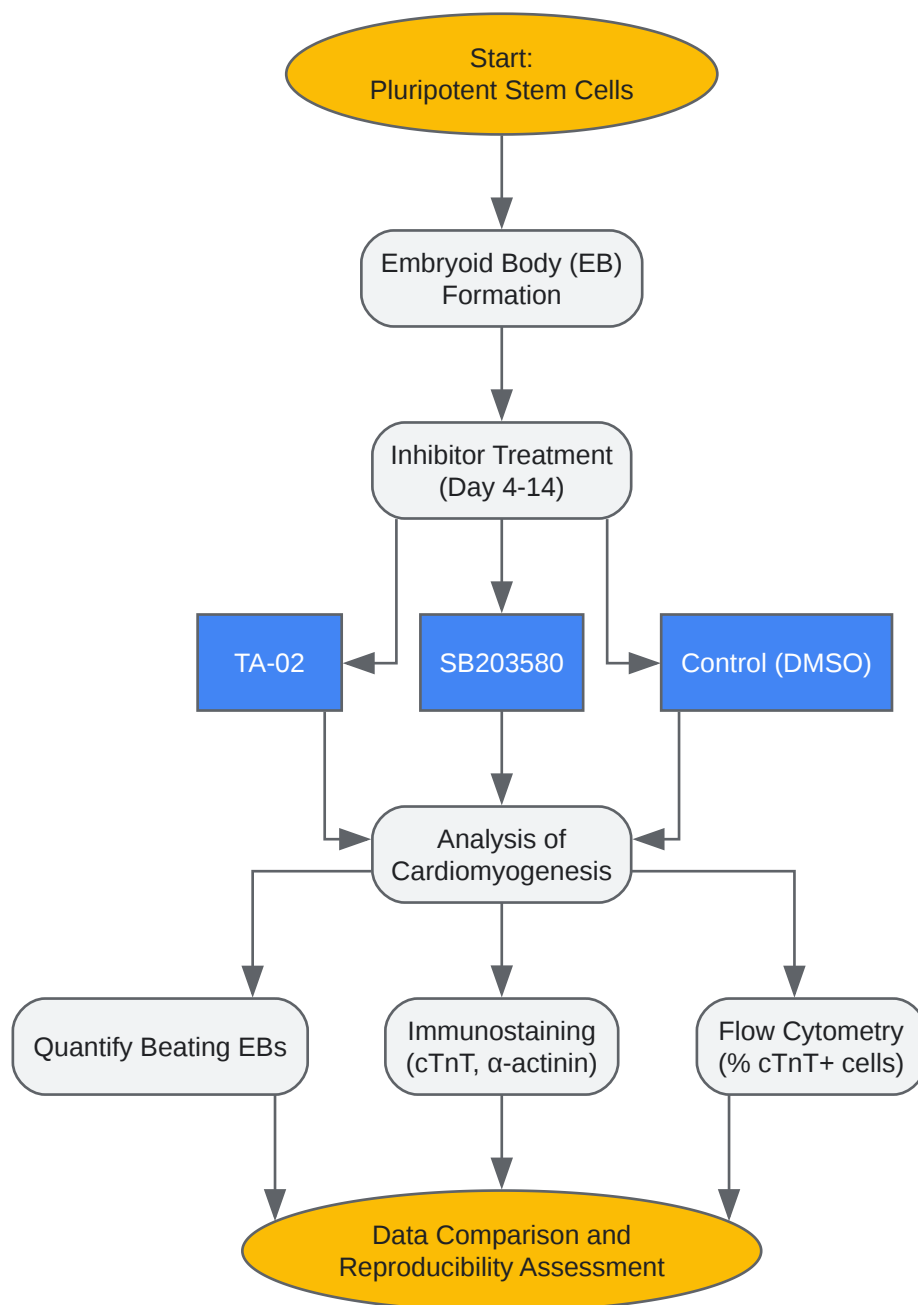 Start:
Pluripotent Stem Cells
Embryoid Body (EB)
Formation
Inhibitor Treatment
(Day 4-14)
TA-02
SB203580
Control (DMSO)
Analysis of
Cardiomyogenesis
Quantify Beating EBs
Immunostaining
(cTnT, α-actinin)
Flow Cytometry
(% cTnT+ cells)
Data Comparison and
Reproducibility Assessment